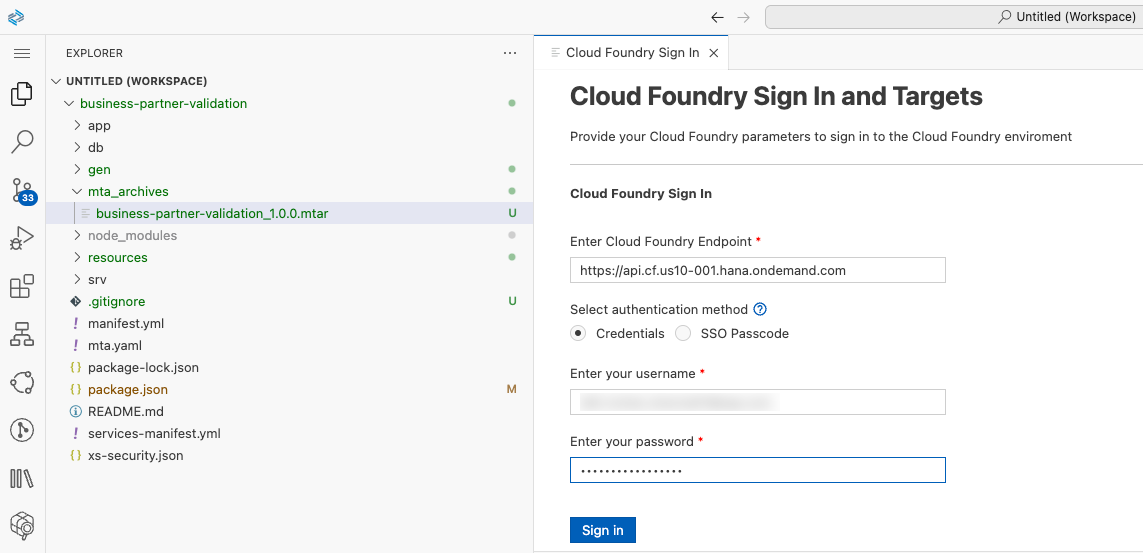 Untitled (Workspace)
EXPLORER
UNTITLED (WORKSPACE)
business-partner-validation
app
db
gen
mta_archives
business-partner-validation_1.0.0.mtar U
node_modules
resources
srv
.gitignore U
manifest.yml
mta.yaml
package-lock.json
package.json M
README.md
services-manifest.yml
xs-security.json
33
Cloud Foundry Sign In
Cloud Foundry Sign In and Targets
Provide your Cloud Foundry parameters to sign in to the Cloud Foundry enviroment
Cloud Foundry Sign In
Enter Cloud Foundry Endpoint *
https://api.cf.us10-001.hana.ondemand.com
Select authentication method ?
Credentials SSO Passcode
Enter your username *
Enter your password *
Sign in